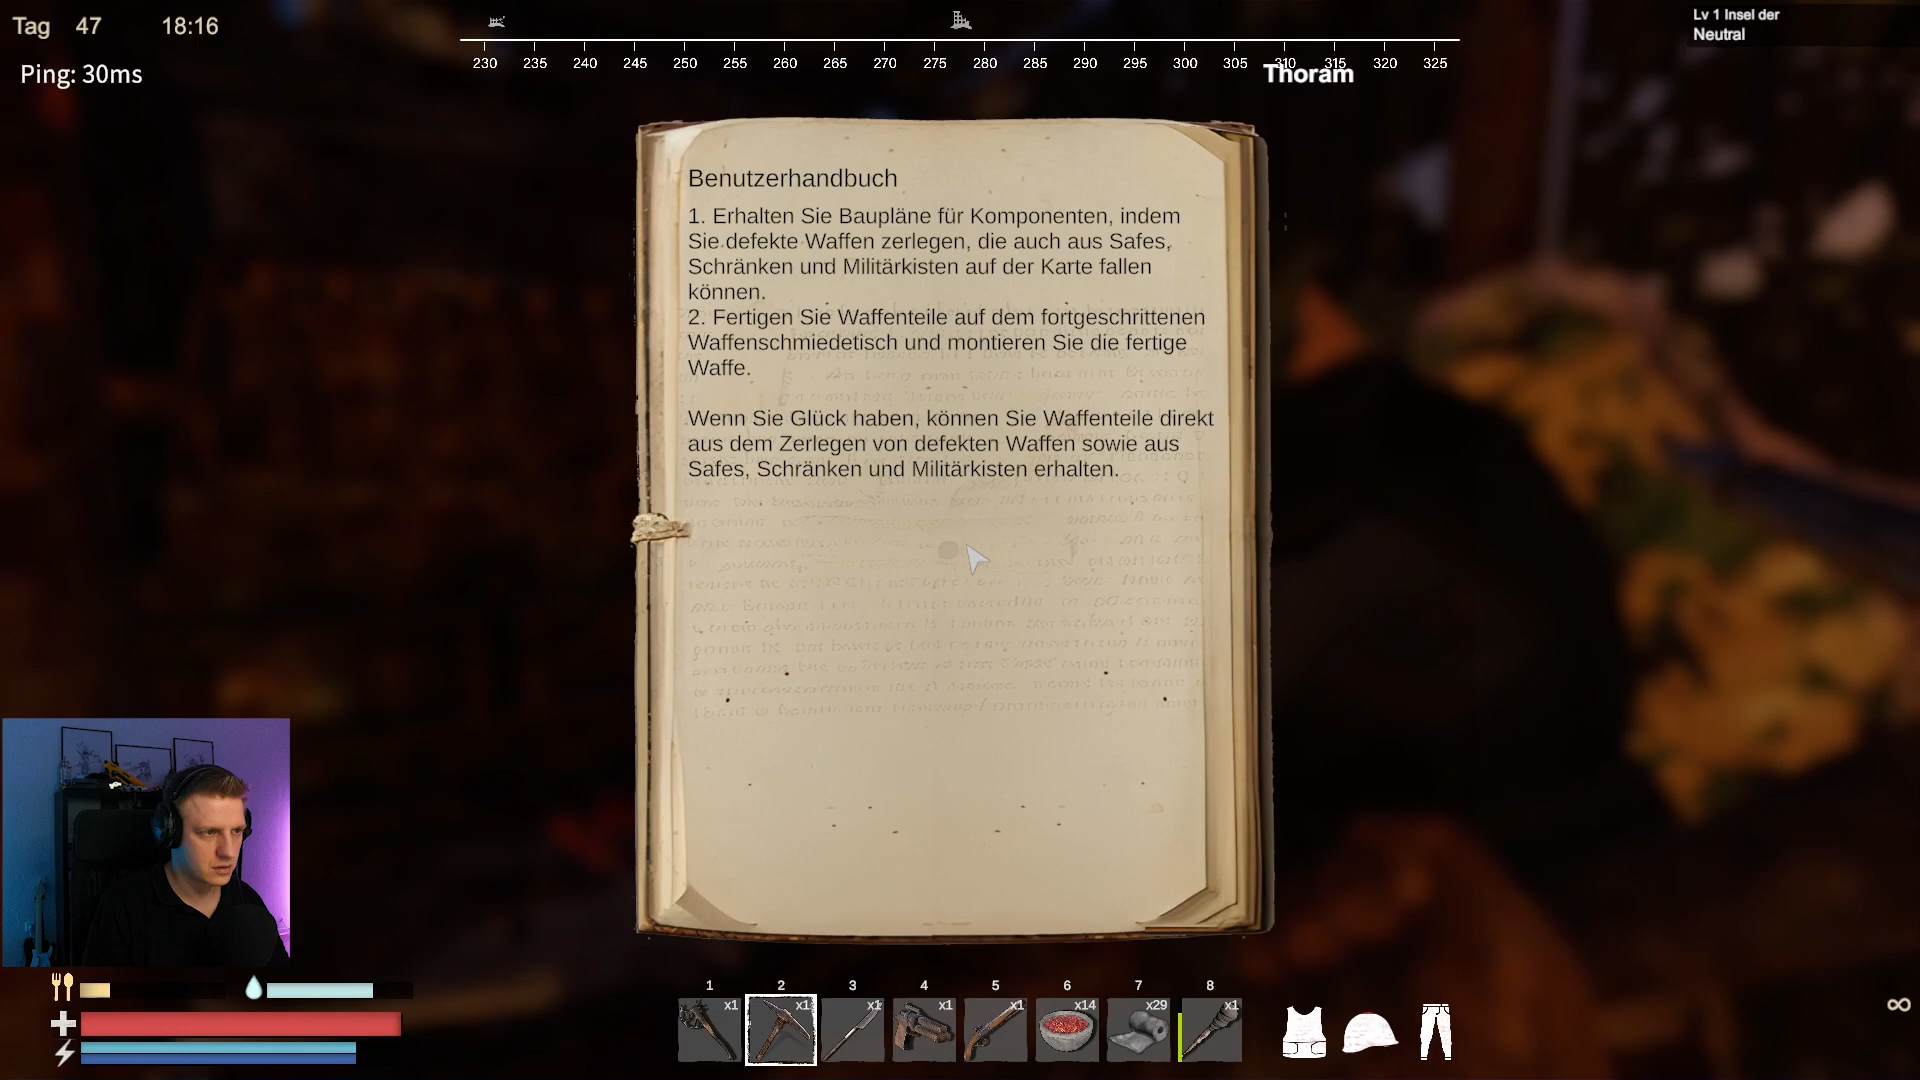 Tag 47 18:16
Ping: 30ms
230 235 240 245 250 255 260 265 270 275 280 285 290 295 300 305 310 315 320 325
Thoram
Lv 1 Insel der
Neutral
Benutzerhandbuch
1. Erhalten Sie Baupläne für Komponenten, indem
Sie defekte Waffen zerlegen, die auch aus Safes,
Schränken und Militärkisten auf der Karte fallen
können.
2. Fertigen Sie Waffenteile auf dem fortgeschrittenen
Waffenschmiedetisch und montieren Sie die fertige
Waffe.
Wenn Sie Glück haben, können Sie Waffenteile direkt
aus dem Zerlegen von defekten Waffen sowie aus
Safes, Schränken und Militärkisten erhalten.
1 2 3 4 5 6 7 8
x1 x1 x1 x1 x1 x14 x29 x1
∞